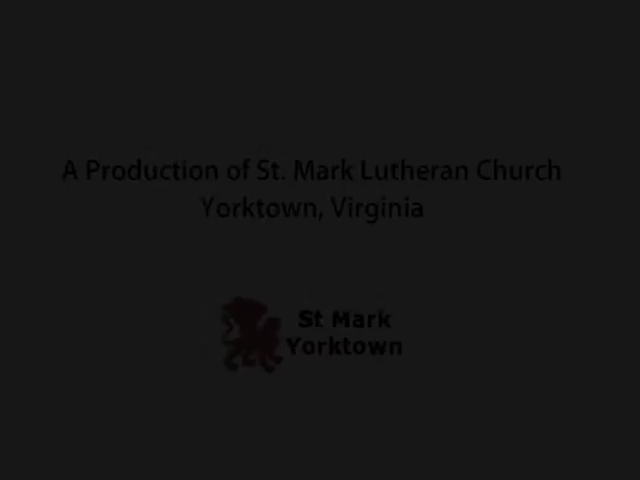 A Production of St. Mark Lutheran Church
Yorktown, Virginia
St Mark
Yorktown